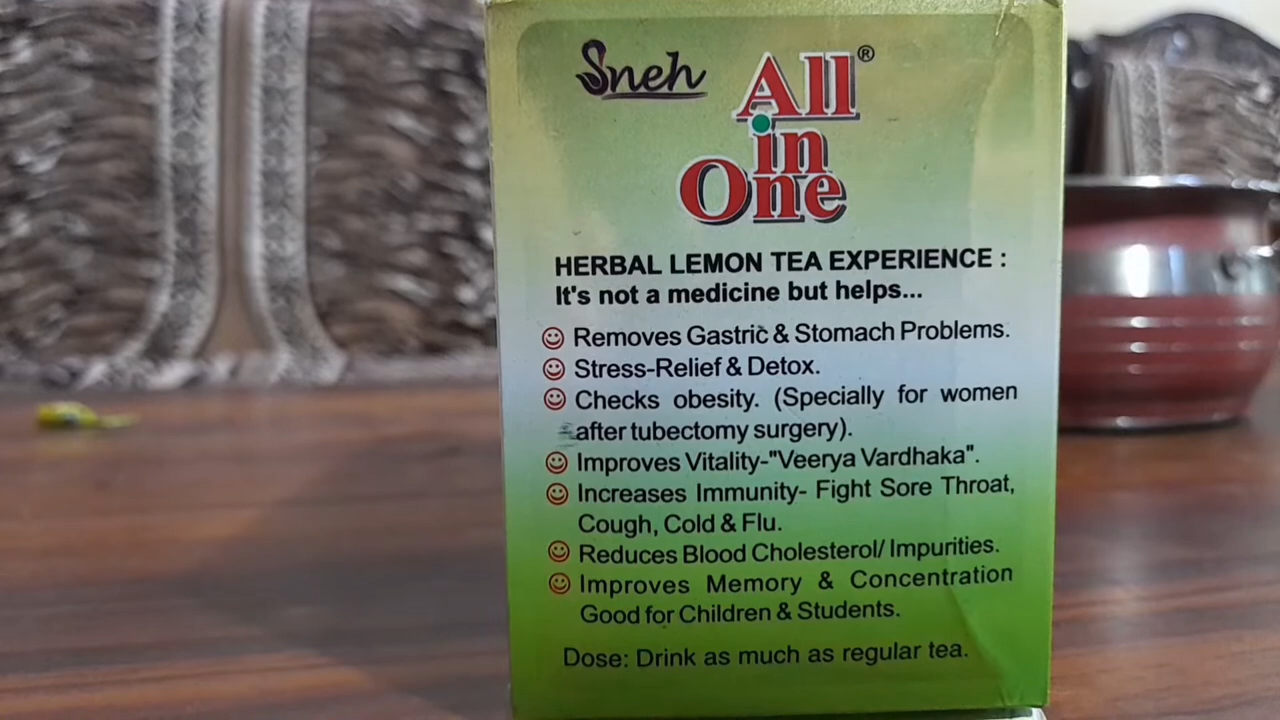 Sneh
All®
in
One
HERBAL LEMON TEA EXPERIENCE :
It's not a medicine but helps...
Removes Gastric & Stomach Problems.
Stress-Relief & Detox.
Checks obesity. (Specially for women
after tubectomy surgery).
Improves Vitality-"Veerya Vardhaka".
Increases Immunity- Fight Sore Throat,
Cough, Cold & Flu.
Reduces Blood Cholesterol/ Impurities.
Improves Memory & Concentration
Good for Children & Students.
Dose: Drink as much as regular tea.